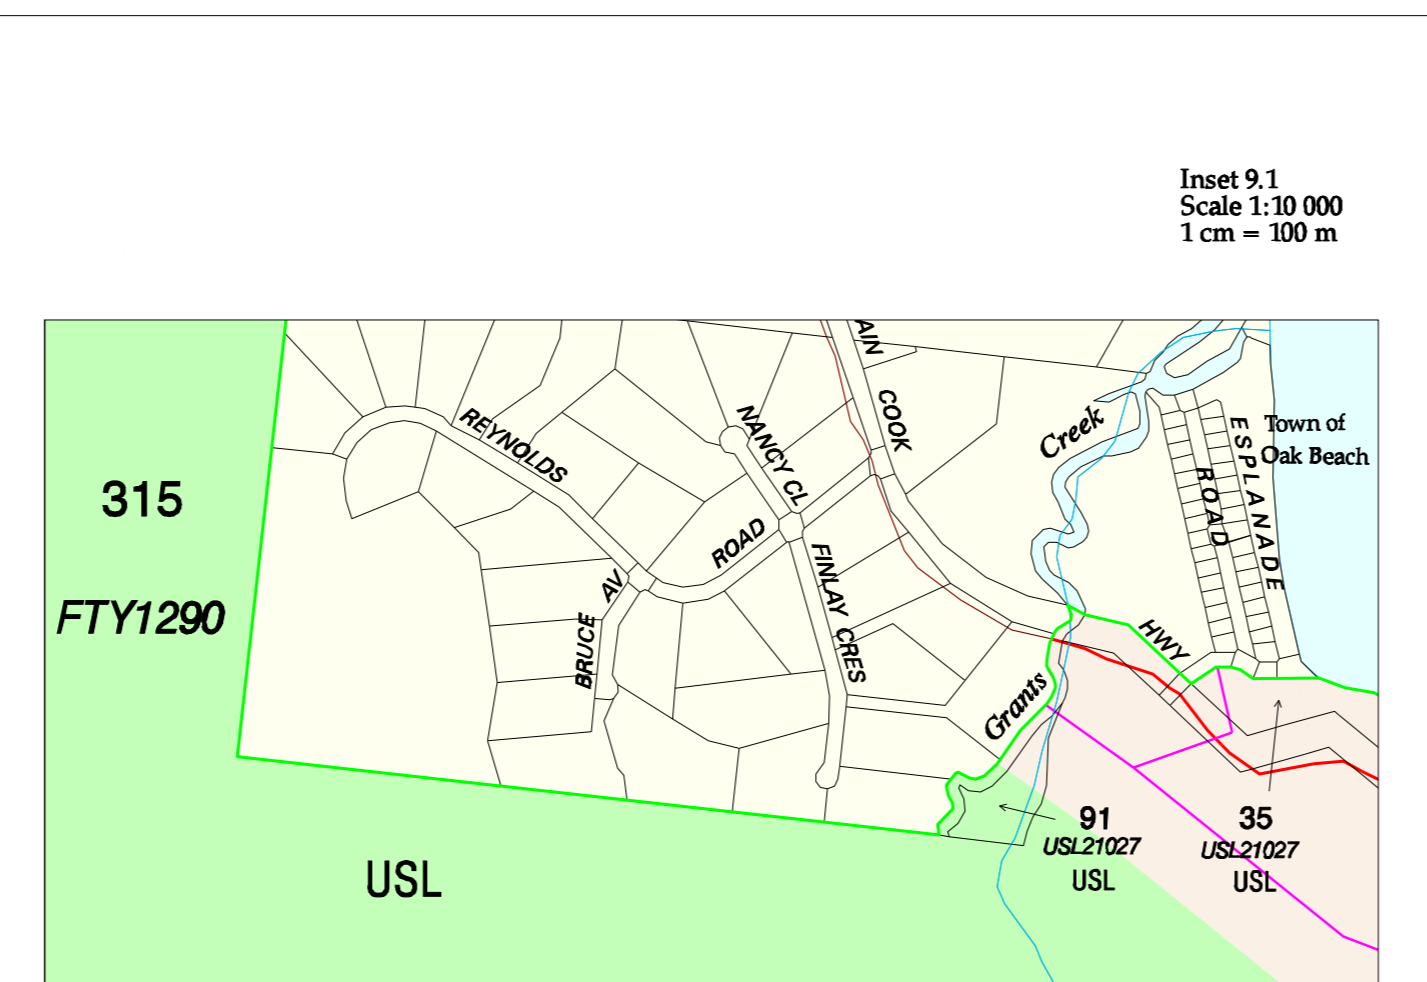 Inset 9.1
Scale 1:10 000
1 cm = 100 m
AIN
COOK
REYNOLDS
NANCY CL
Creek
Town of
Oak Beach
ESPLANADE
ROAD
315
ROAD
FINLAY CRES
AV
BRUCE
FTY1290
HWY
Grants
91
USL21027
USL
35
USL21027
USL
USL